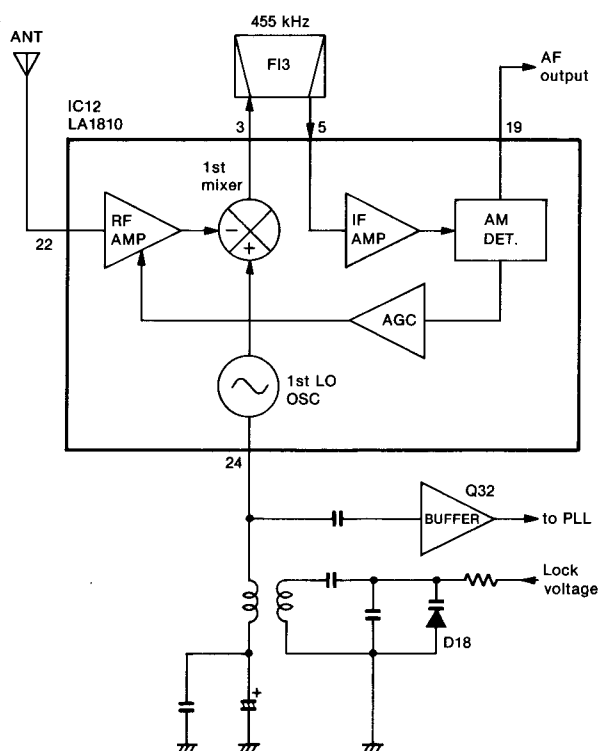 455 kHz
ANT
FI3
AF
output
IC12
LA1810
3
5
19
1st
mixer
RF
AMP
−
+
IF
AMP
AM
DET.
22
AGC
1st LO
OSC
24
Q32
BUFFER
to PLL
Lock
voltage
D18
+